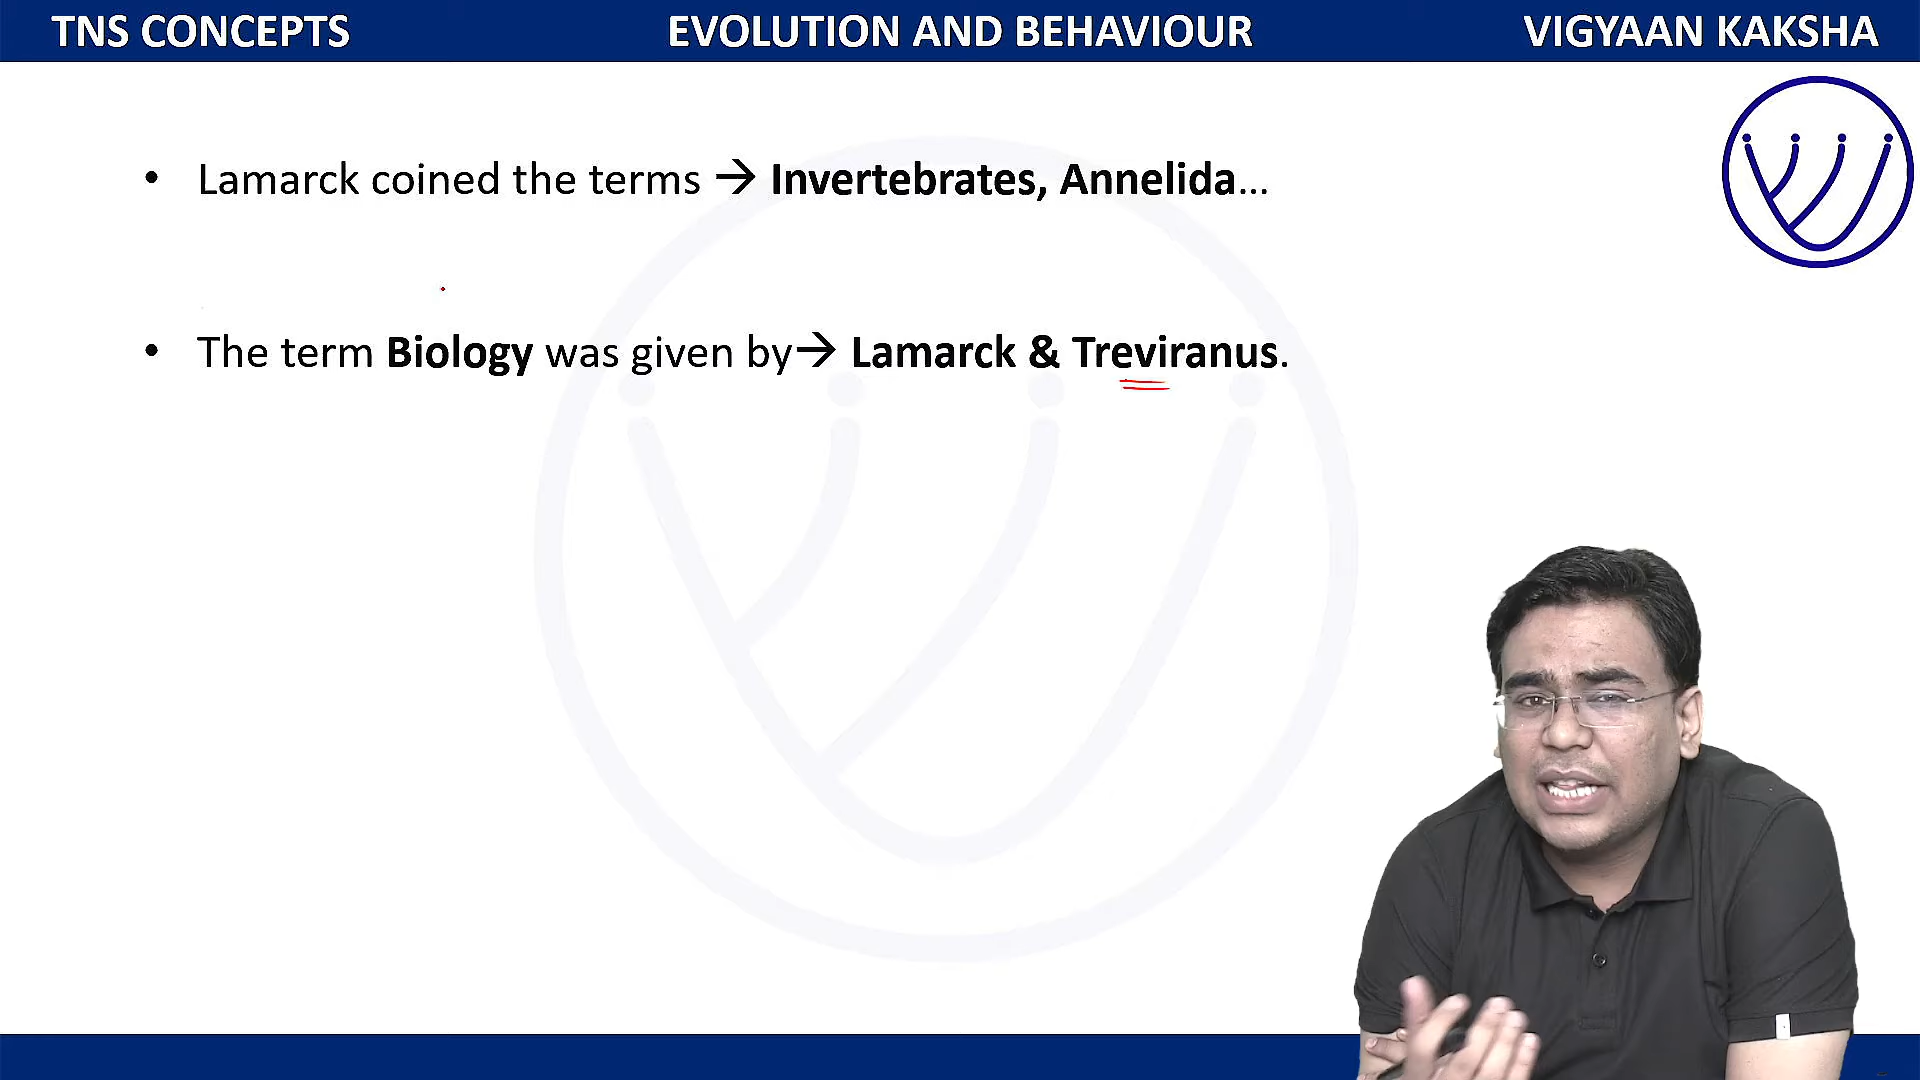 TNS CONCEPTS EVOLUTION AND BEHAVIOUR VIGYAAN KAKSHA
• Lamarck coined the terms → Invertebrates, Annelida...
• The term Biology was given by→ Lamarck & Treviranus.